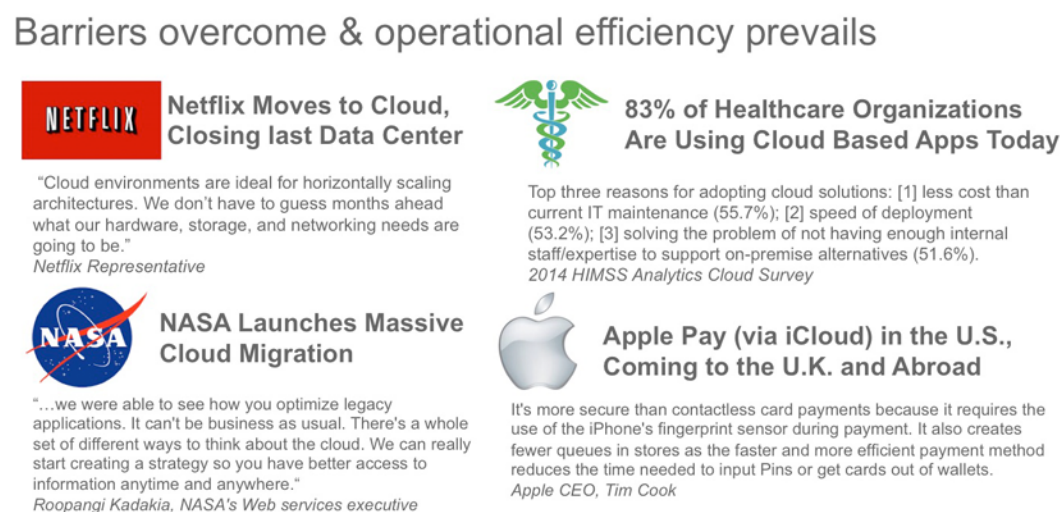 Barriers overcome & operational efficiency prevails
NETFLIX
Netflix Moves to Cloud,
Closing last Data Center
“Cloud environments are ideal for horizontally scaling
architectures. We don’t have to guess months ahead
what our hardware, storage, and networking needs are
going to be.”
Netflix Representative
83% of Healthcare Organizations
Are Using Cloud Based Apps Today
Top three reasons for adopting cloud solutions: [1] less cost than
current IT maintenance (55.7%); [2] speed of deployment
(53.2%); [3] solving the problem of not having enough internal
staff/expertise to support on-premise alternatives (51.6%).
2014 HIMSS Analytics Cloud Survey
NASA
NASA Launches Massive
Cloud Migration
“…we were able to see how you optimize legacy
applications. It can't be business as usual. There's a whole
set of different ways to think about the cloud. We can really
start creating a strategy so you have better access to
information anytime and anywhere.“
Roopangi Kadakia, NASA's Web services executive
Apple Pay (via iCloud) in the U.S.,
Coming to the U.K. and Abroad
It's more secure than contactless card payments because it requires the
use of the iPhone's fingerprint sensor during payment. It also creates
fewer queues in stores as the faster and more efficient payment method
reduces the time needed to input Pins or get cards out of wallets.
Apple CEO, Tim Cook